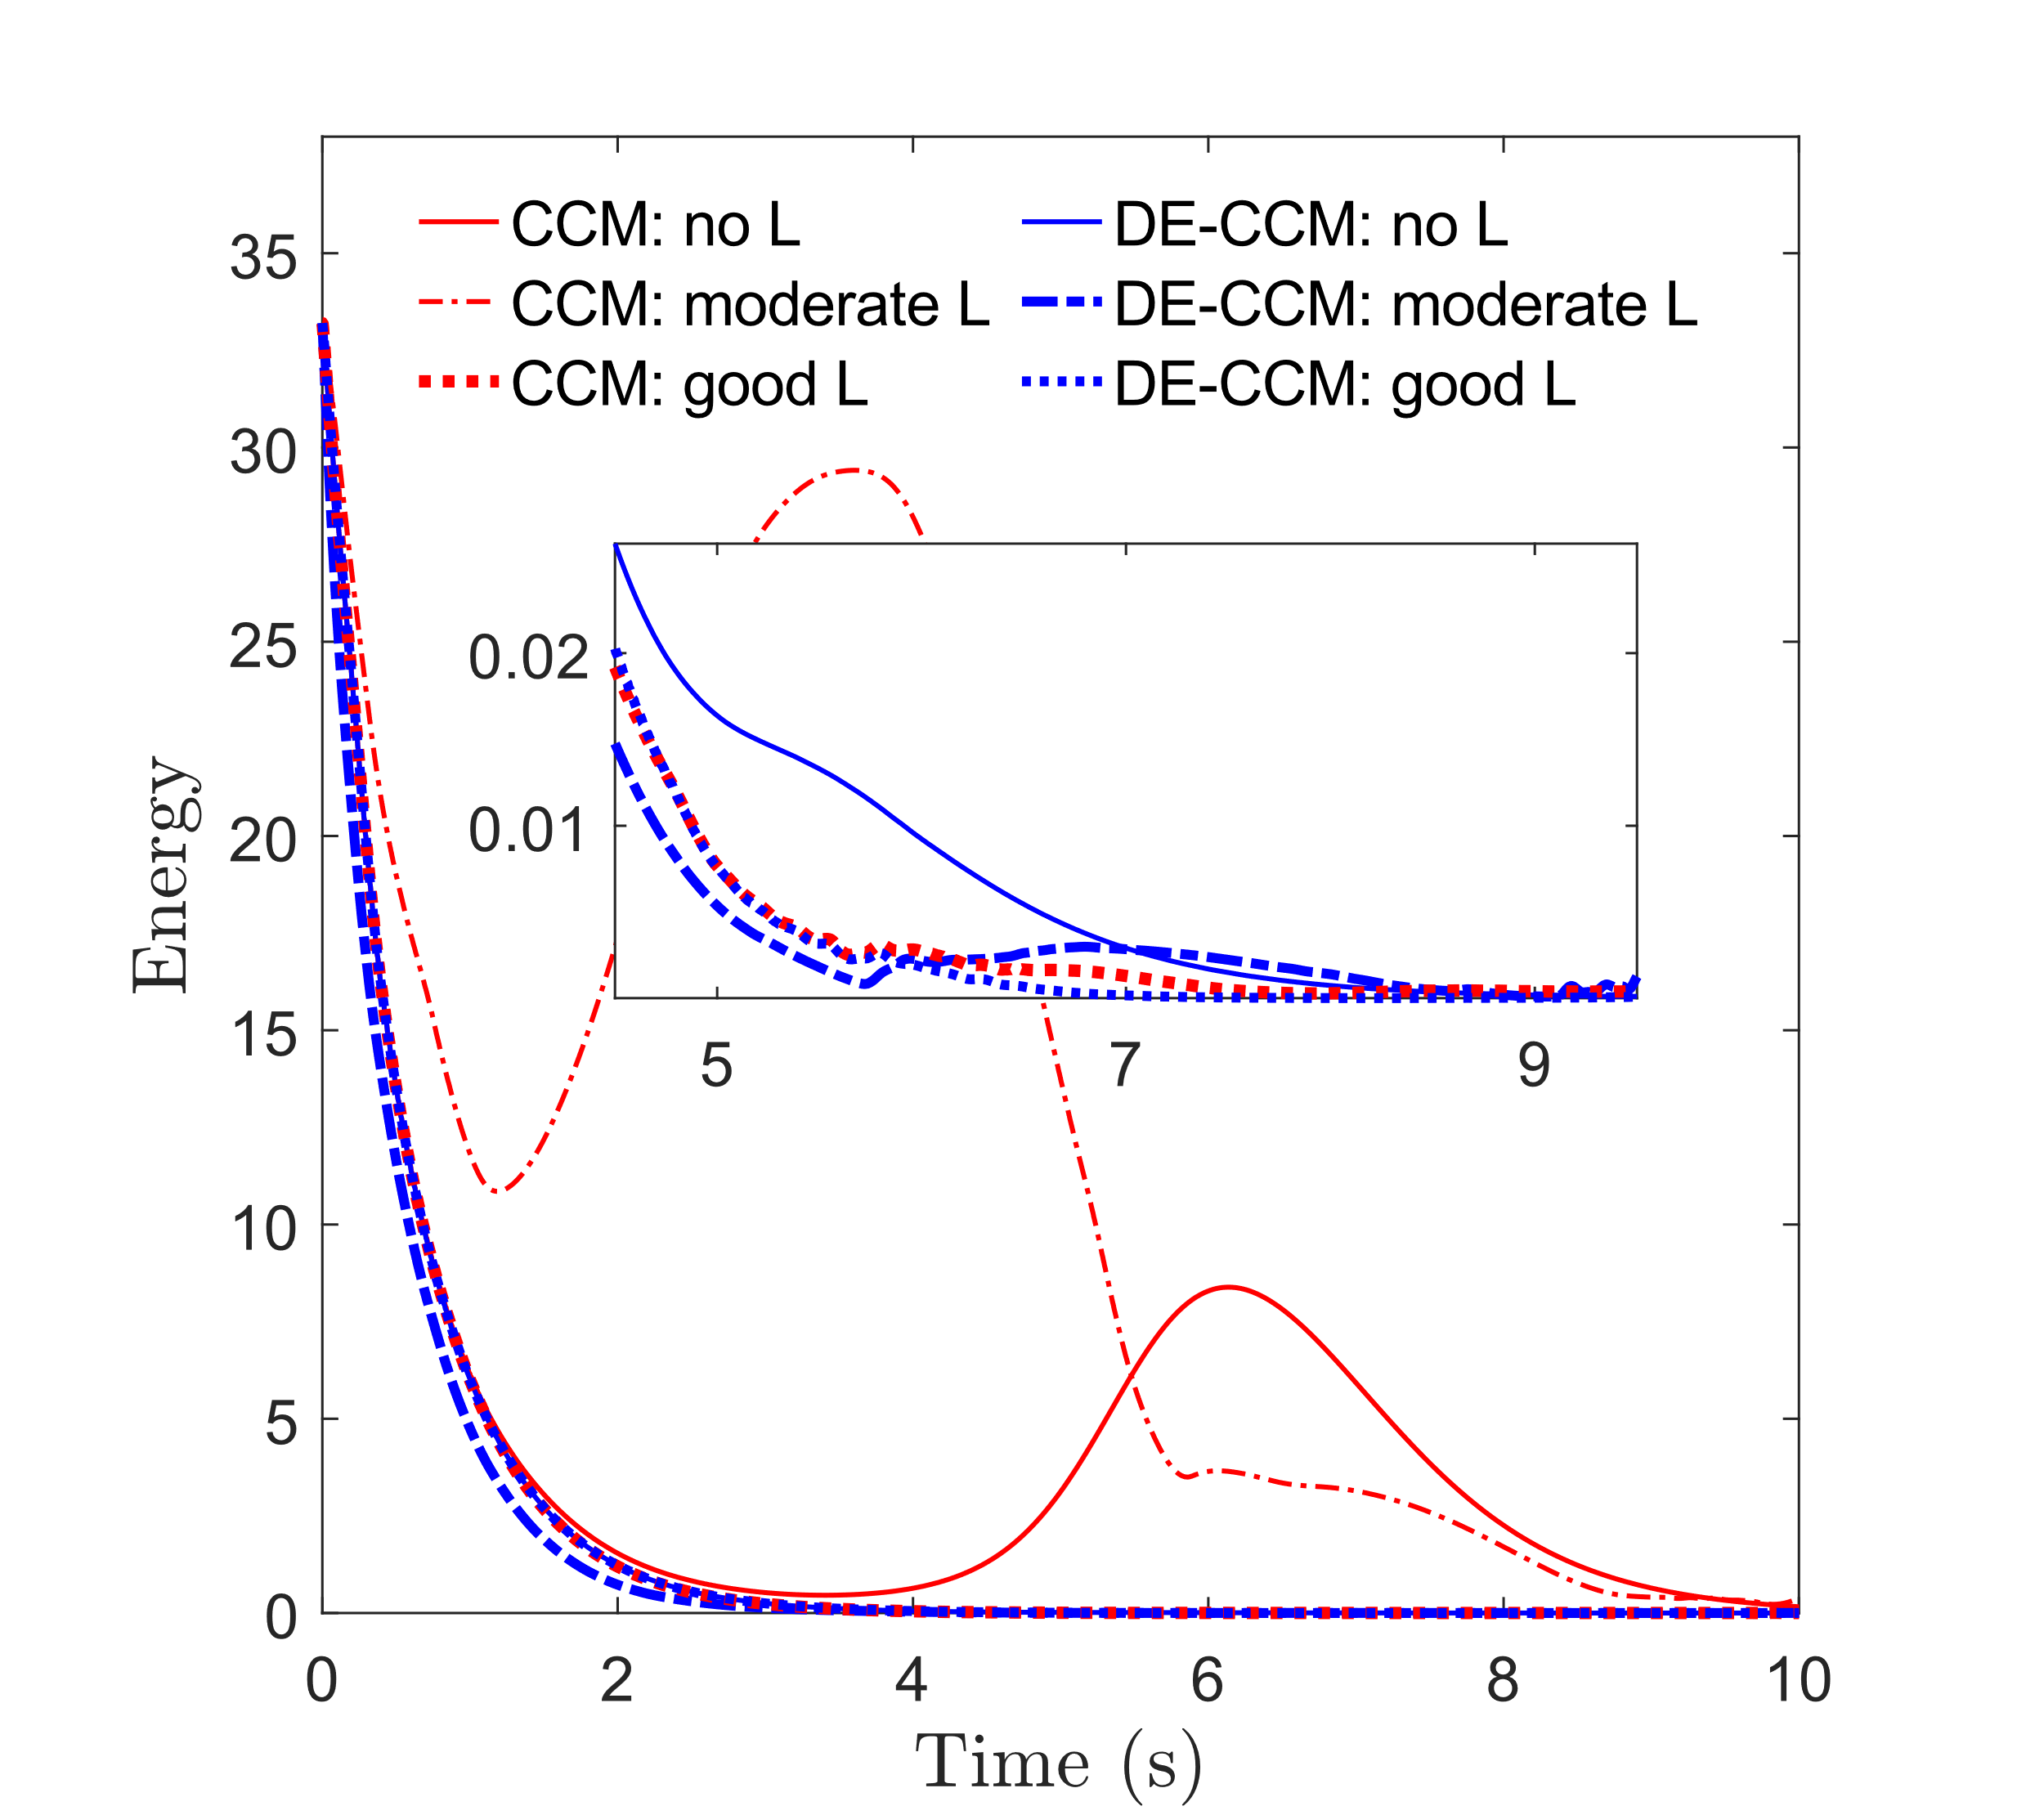 CCM: no L
CCM: moderate L
CCM: good L
DE-CCM: no L
DE-CCM: moderate L
DE-CCM: good L
35
30
25
20
15
10
5
0
Energy
0.02
0.01
5 7 9
0 2 4 6 8 10
Time (s)